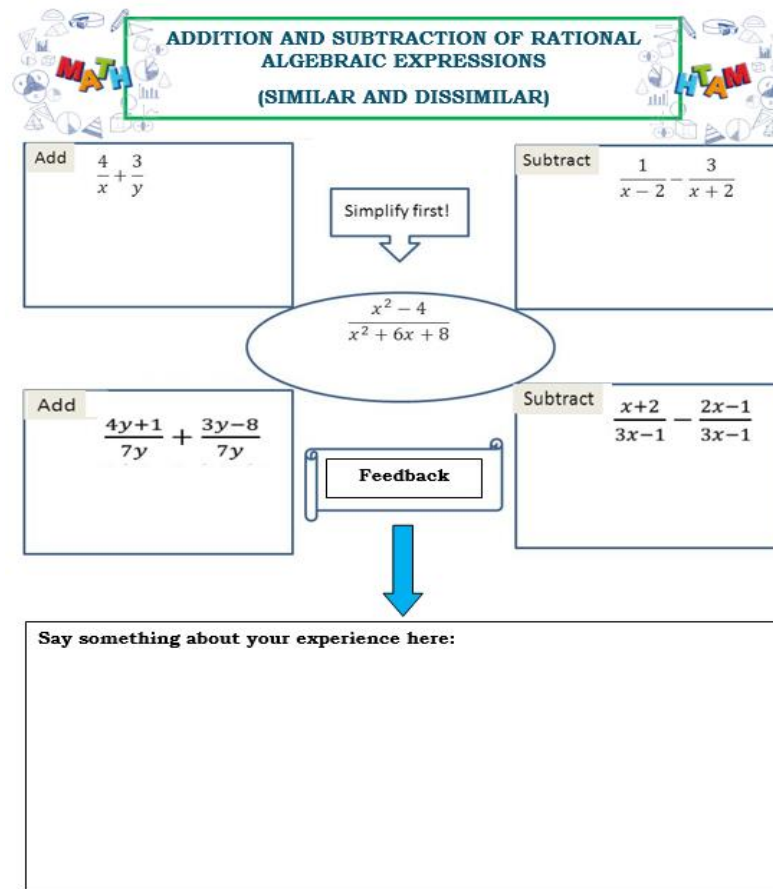 MATH
ADDITION AND SUBTRACTION OF RATIONAL
ALGEBRAIC EXPRESSIONS
(SIMILAR AND DISSIMILAR)
HTAM
Add
4/x + 3/y
Simplify first!
Subtract
1/(x − 2) − 3/(x + 2)
(x² − 4)/(x² + 6x + 8)
Add
(4y+1)/7y + (3y−8)/7y
Feedback
Subtract
(x+2)/(3x−1) − (2x−1)/(3x−1)
Say something about your experience here: